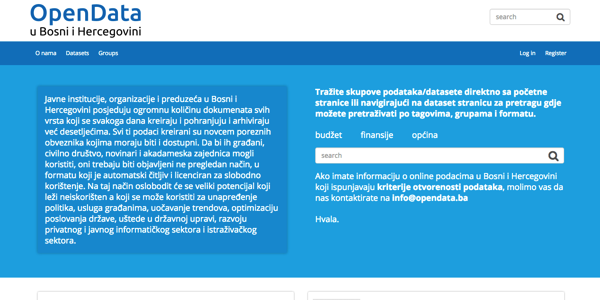 OpenData
u Bosni i Hercegovini
search
O nama Datasets Groups
Log in Register
Javne institucije, organizacije i preduzeća u Bosni i
Hercegovini posjeduju ogromnu količinu dokumenata svih
vrsta koji se svakoga dana kreiraju i pohranjuju i arhiviraju
već desetljećima. Svi ti podaci kreirani su novcem poreznih
obveznika kojima moraju biti i dostupni. Da bi ih građani,
civilno društvo, novinari i akademska zajednica mogli
koristiti, oni trebaju biti objavljeni ne pregledan način, u
formatu koji je automatski čitljiv i licenciran za slobodno
korištenje. Na taj način oslobodit će se veliki potencijal koji
leži neiskorišten a koji se može koristiti za unapređenje
politika, usluga građanima, uočavanje trendova, optimizaciju
poslovanja države, uštede u državnoj upravi, razvoju
privatnog i javnog informatičkog sektora i istraživačkog
sektora.
Tražite skupove podataka/datasete direktno sa početne
stranice ili navigirajući na dataset stranicu za pretragu gdje
možete pretraživati po tagovima, grupama i formatu.
budžet finansije općina
search
Ako imate informaciju o online podacima u Bosni i Hercegovini
koji ispunjavaju kriterije otvorenosti podataka, molimo vas da
nas kontaktirate na info@opendata.ba
Hvala.